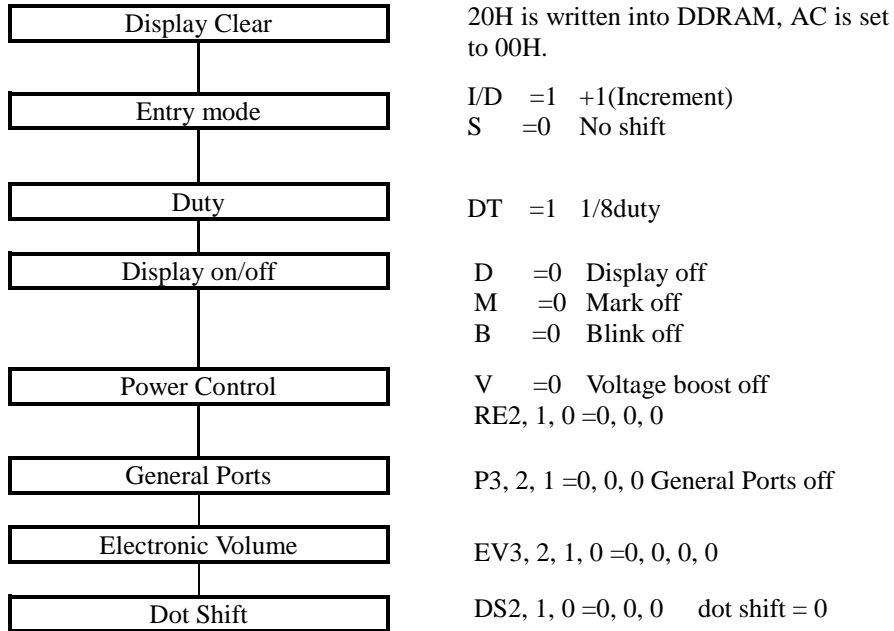 Display Clear
20H is written into DDRAM, AC is set
to 00H.
Entry mode
I/D =1 +1(Increment)
S =0 No shift
Duty
DT =1 1/8duty
Display on/off
D =0 Display off
M =0 Mark off
B =0 Blink off
Power Control
V =0 Voltage boost off
RE2, 1, 0 =0, 0, 0
General Ports
P3, 2, 1 =0, 0, 0 General Ports off
Electronic Volume
EV3, 2, 1, 0 =0, 0, 0, 0
Dot Shift
DS2, 1, 0 =0, 0, 0 dot shift = 0